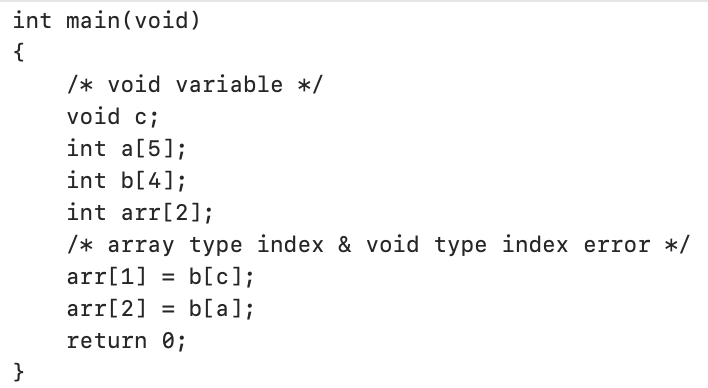 int main(void)
{
    /* void variable */
    void c;
    int a[5];
    int b[4];
    int arr[2];
    /* array type index & void type index error */
    arr[1] = b[c];
    arr[2] = b[a];
    return 0;
}